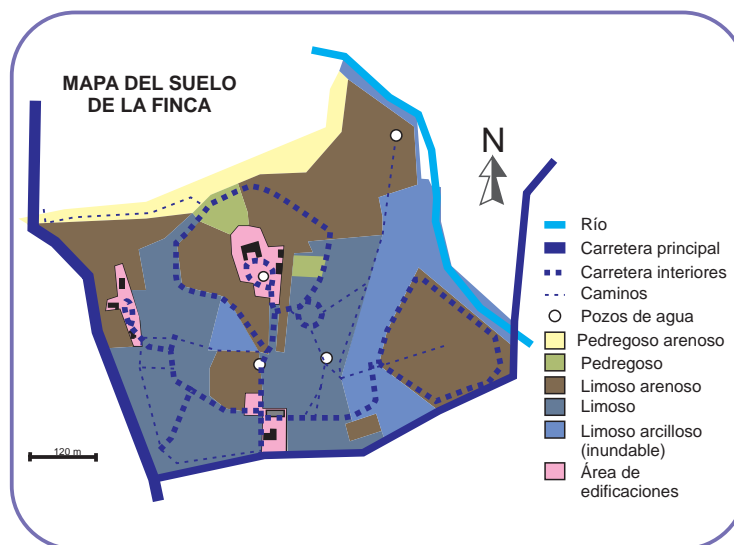 MAPA DEL SUELO
DE LA FINCA
N
Río
Carretera principal
Carretera interiores
Caminos
Pozos de agua
Pedregoso arenoso
Pedregoso
Limoso arenoso
Limoso
Limoso arcilloso
(inundable)
Área de
edificaciones
120 m